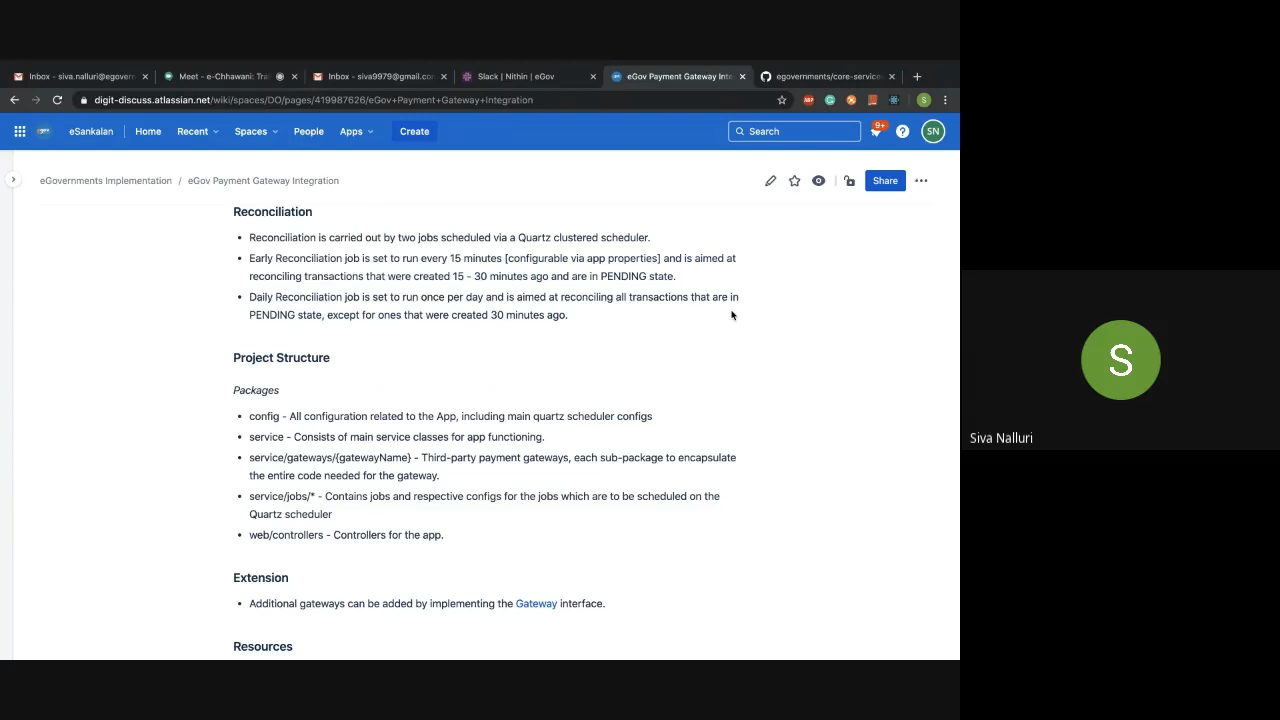 Inbox - siva.nalluri@egovern
Meet - e-Chhawani: Tra
Inbox - siva9979@gmail.co
Slack | Nithin | eGov
eGov Payment Gateway Inte
egovernments/core-service
digit-discuss.atlassian.net/wiki/spaces/DO/pages/419987626/eGov+Payment+Gateway+Integration
S
eSankalan Home Recent Spaces People Apps Create Search 9+ SN
eGovernments Implementation / eGov Payment Gateway Integration Share
Reconciliation
• Reconciliation is carried out by two jobs scheduled via a Quartz clustered scheduler.
• Early Reconciliation job is set to run every 15 minutes [configurable via app properties] and is aimed at
reconciling transactions that were created 15 - 30 minutes ago and are in PENDING state.
• Daily Reconciliation job is set to run once per day and is aimed at reconciling all transactions that are in
PENDING state, except for ones that were created 30 minutes ago.
Project Structure
Packages
• config - All configuration related to the App, including main quartz scheduler configs
• service - Consists of main service classes for app functioning.
• service/gateways/{gatewayName} - Third-party payment gateways, each sub-package to encapsulate
the entire code needed for the gateway.
• service/jobs/* - Contains jobs and respective configs for the jobs which are to be scheduled on the
Quartz scheduler
• web/controllers - Controllers for the app.
Extension
• Additional gateways can be added by implementing the Gateway interface.
Resources
S
Siva Nalluri